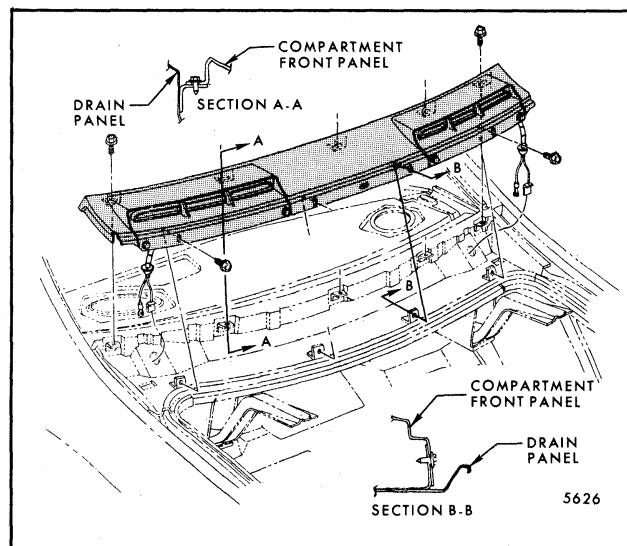 COMPARTMENT
FRONT PANEL
DRAIN
PANEL
SECTION A-A
A
B
B
A
COMPARTMENT
FRONT PANEL
DRAIN
PANEL
SECTION B-B
5626